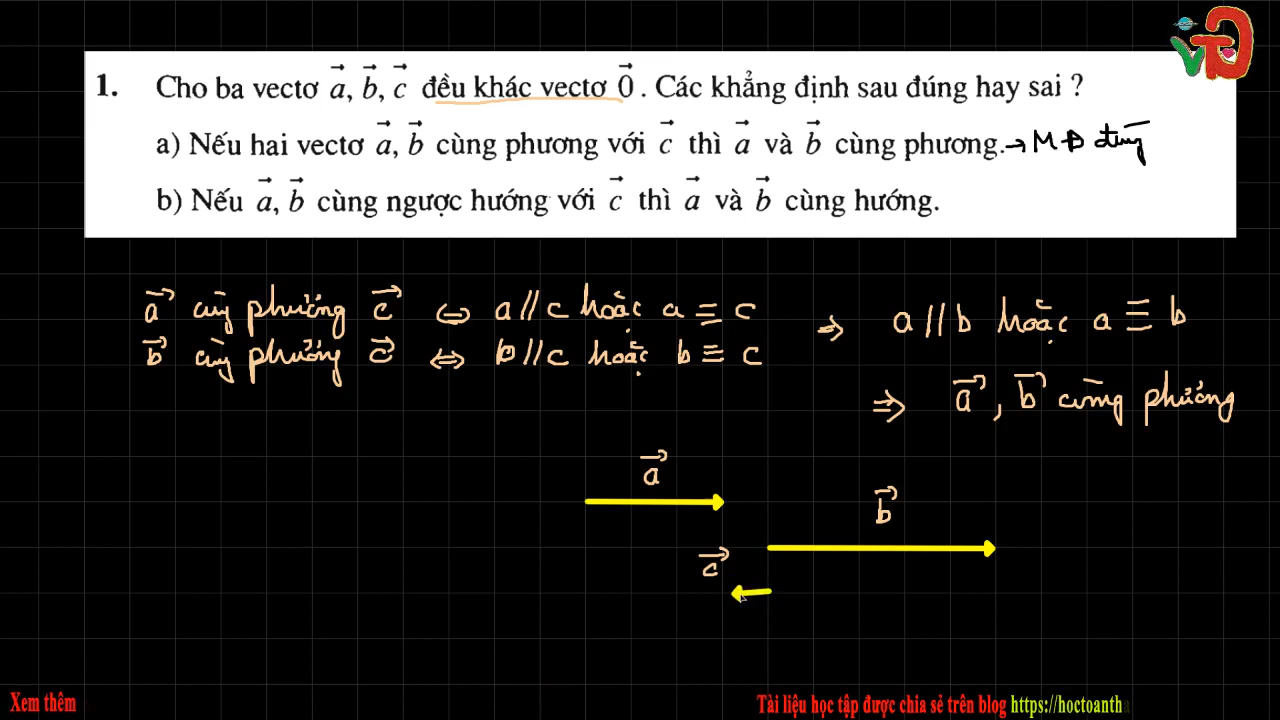 VTG
1. Cho ba vectơ a⃗, b⃗, c⃗ đều khác vectơ 0⃗. Các khẳng định sau đúng hay sai ?
a) Nếu hai vectơ a⃗, b⃗ cùng phương với c⃗ thì a⃗ và b⃗ cùng phương. → MĐ đúng
b) Nếu a⃗, b⃗ cùng ngược hướng với c⃗ thì a⃗ và b⃗ cùng hướng.
a⃗ cùng phương c⃗ ⇔ a // c hoặc a ≡ c ⇒ a // b hoặc a ≡ b
b⃗ cùng phương c⃗ ⇔ b // c hoặc b ≡ c
⇒ a⃗, b⃗ cùng phương
a⃗
b⃗
c⃗
Xem thêm
Tài liệu học tập được chia sẻ trên blog https://hoctoantha